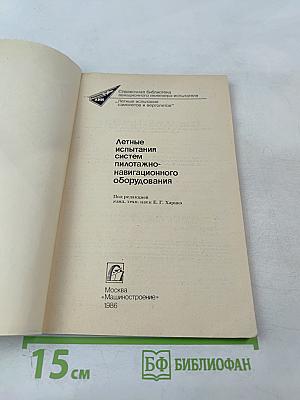 Справочная библиотека
авиационного инженера-испытателя
„Летные испытания
самолетов и вертолетов"
Летные
испытания
систем
пилотажно-
навигационного
оборудования
Под редакцией
канд. техн. наук Е. Г. Харина
Москва
«Машиностроение»
1986
15 см
БФ БИБЛИОФАН